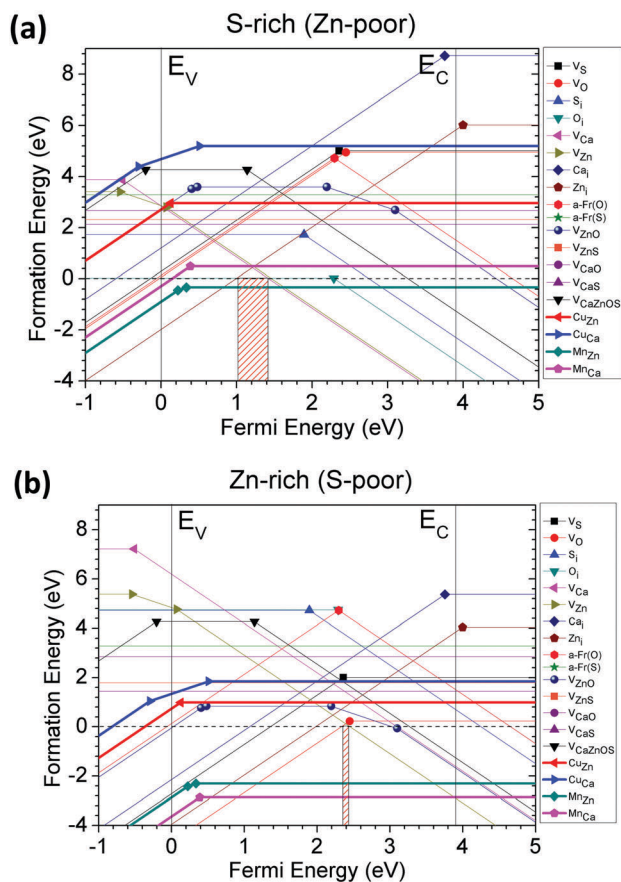 (a)
S-rich (Zn-poor)
E_V
E_C
Formation Energy (eV)
8
6
4
2
0
-2
-4
-1
0
1
2
3
4
5
Fermi Energy (eV)
V_S
V_O
S_i
O_i
V_Ca
V_Zn
Ca_i
Zn_i
a-Fr(O)
a-Fr(S)
V_ZnO
V_ZnS
V_CaO
V_CaS
V_CaZnOS
Cu_Zn
Cu_Ca
Mn_Zn
Mn_Ca
(b)
Zn-rich (S-poor)
E_V
E_C
Formation Energy (eV)
8
6
4
2
0
-2
-4
-1
0
1
2
3
4
5
Fermi Energy (eV)
V_S
V_O
S_i
O_i
V_Ca
V_Zn
Ca_i
Zn_i
a-Fr(O)
a-Fr(S)
V_ZnO
V_ZnS
V_CaO
V_CaS
V_CaZnOS
Cu_Zn
Cu_Ca
Mn_Zn
Mn_Ca